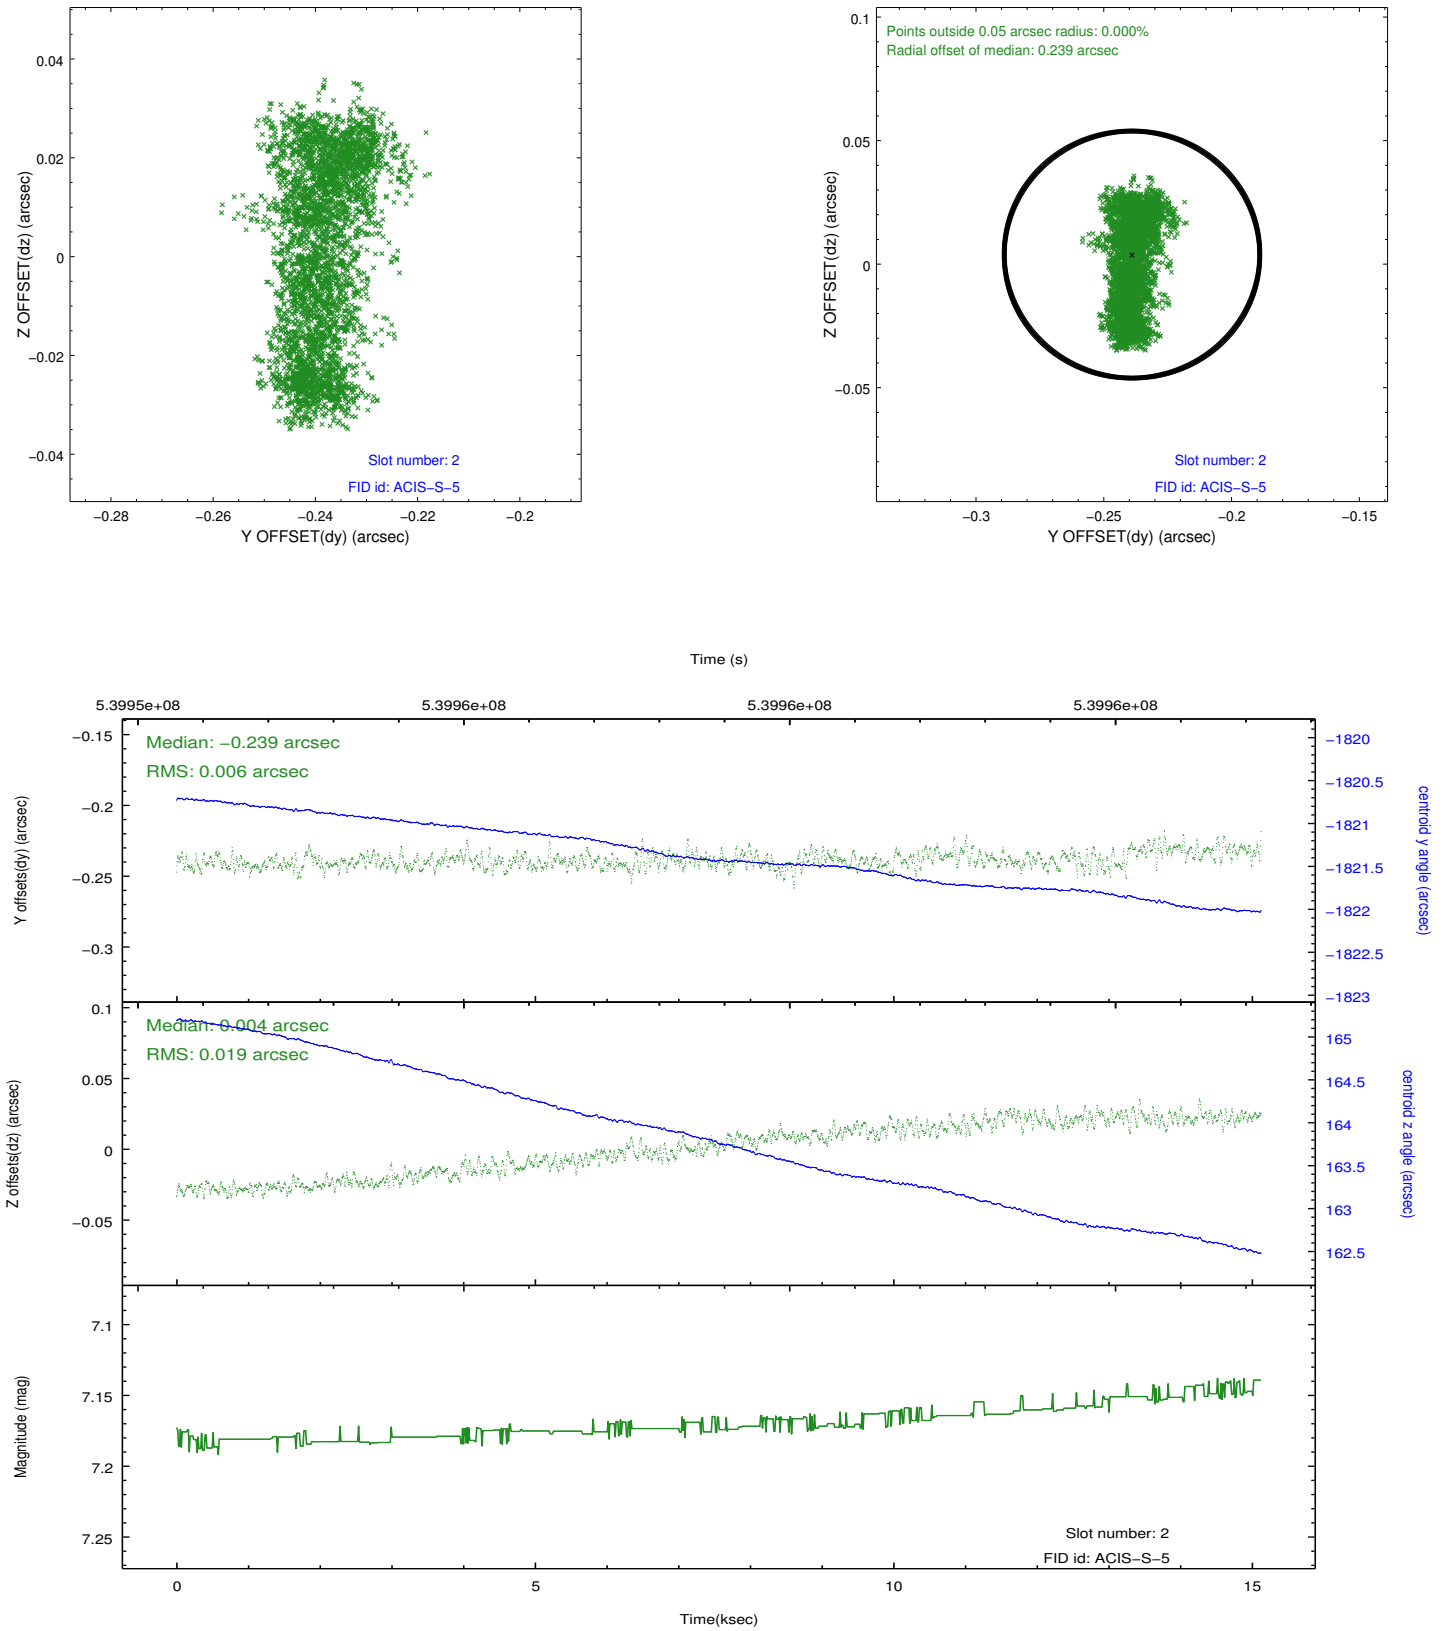 0.04
0.02
0
−0.02
−0.04
Z OFFSET(dz) (arcsec)
Slot number: 2
FID id: ACIS−S−5
−0.28
−0.26
−0.24
−0.22
−0.2
Y OFFSET(dy) (arcsec)
Points outside 0.05 arcsec radius: 0.000%
Radial offset of median: 0.239 arcsec
0.1
0.05
0
−0.05
Z OFFSET(dz) (arcsec)
Slot number: 2
FID id: ACIS−S−5
−0.3
−0.25
−0.2
−0.15
Y OFFSET(dy) (arcsec)
Time (s)
5.3995e+08
5.3996e+08
5.3996e+08
5.3996e+08
Median: −0.239 arcsec
RMS: 0.006 arcsec
−0.15
−0.2
−0.25
−0.3
Y offsets(dy) (arcsec)
−1820
−1820.5
−1821
−1821.5
−1822
−1822.5
−1823
centroid y angle (arcsec)
Median: 0.004 arcsec
RMS: 0.019 arcsec
0.1
0.05
0
−0.05
Z offsets(dz) (arcsec)
165
164.5
164
163.5
163
162.5
centroid z angle (arcsec)
7.1
7.15
7.2
7.25
Magnitude (mag)
Slot number: 2
FID id: ACIS−S−5
0
5
10
15
Time(ksec)